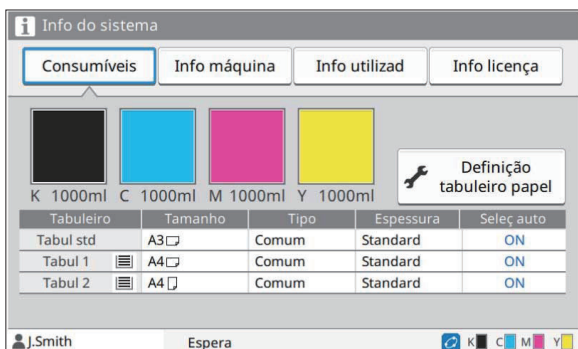 Info do sistema
Consumíveis Info máquina Info utilizad Info licença
K 1000ml C 1000ml M 1000ml Y 1000ml
Definição
tabuleiro papel
Tabuleiro Tamanho Tipo Espessura Seleç auto
Tabul std A3 Comum Standard ON
Tabul 1 A4 Comum Standard ON
Tabul 2 A4 Comum Standard ON
J.Smith Espera K C M Y